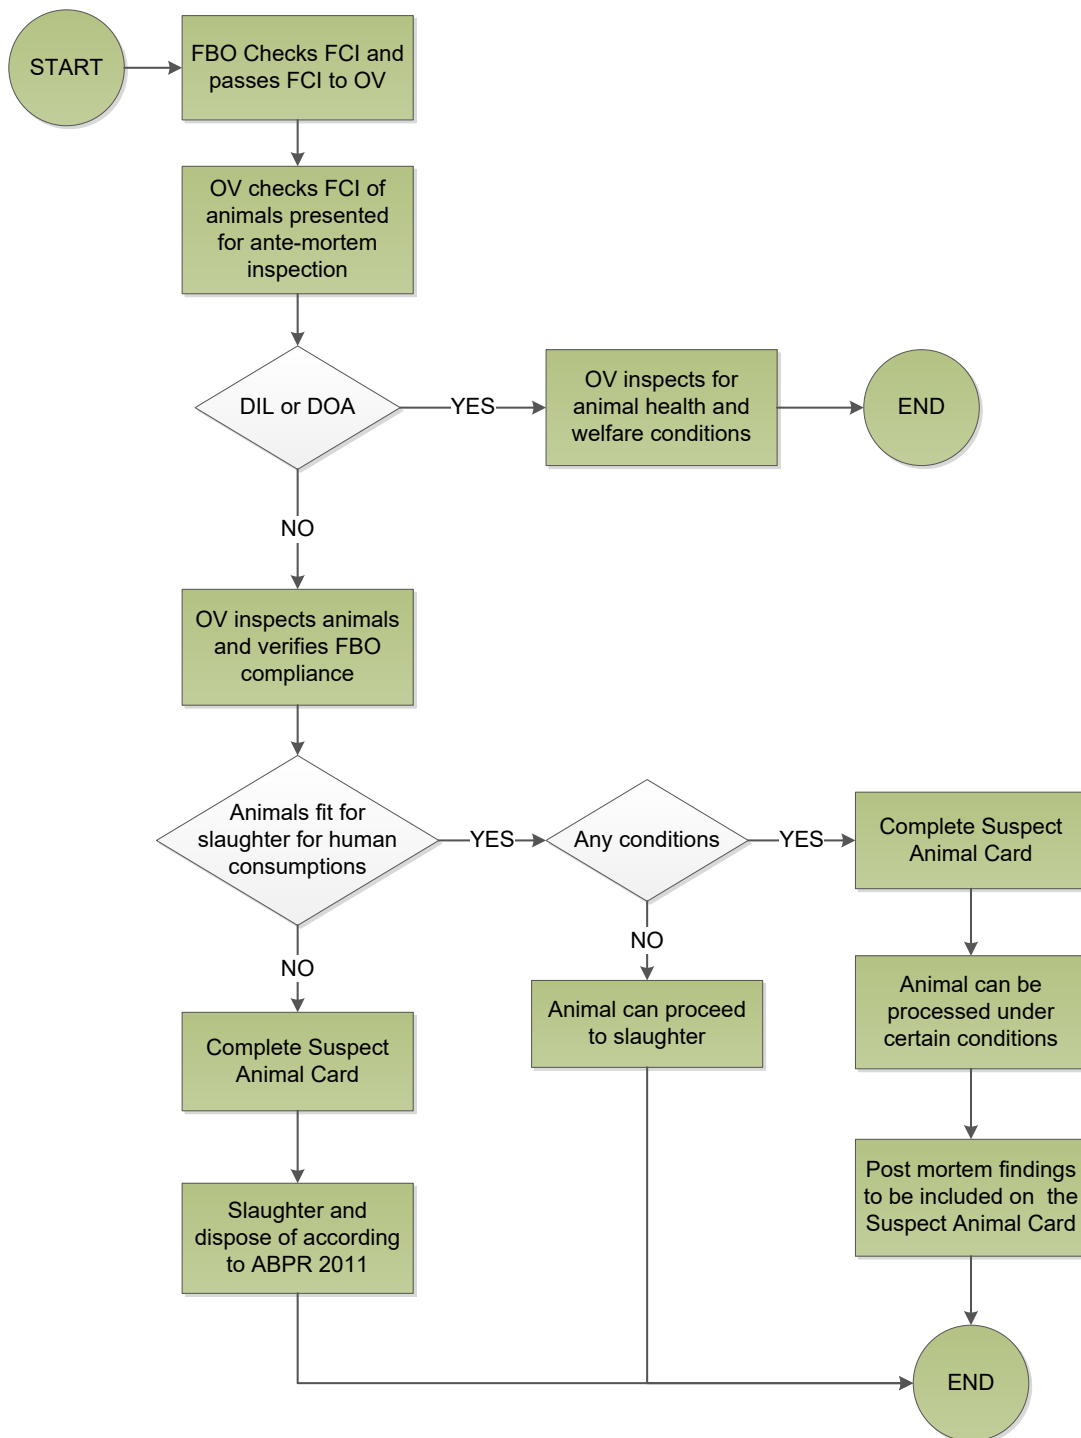 START
FBO Checks FCI and
passes FCI to OV
OV checks FCI of
animals presented
for ante-mortem
inspection
DIL or DOA
YES
OV inspects for
animal health and
welfare conditions
END
NO
OV inspects animals
and verifies FBO
compliance
Animals fit for
slaughter for human
consumptions
YES
Any conditions
YES
Complete Suspect
Animal Card
NO
NO
Animal can proceed
to slaughter
Animal can be
processed under
certain conditions
Complete Suspect
Animal Card
Post mortem findings
to be included on the
Suspect Animal Card
Slaughter and
dispose of according
to ABPR 2011
END